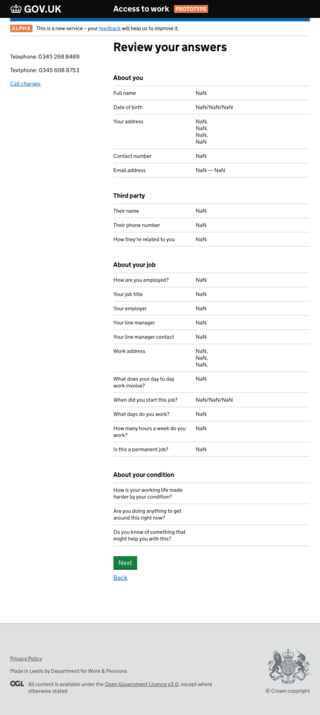 GOV.UK
Access to work PROTOTYPE
ALPHA This is a new service – your feedback will help us to improve it.
Telephone: 0345 268 8489
Textphone: 0345 608 8753
Call charges
Review your answers
About you
Full name NaN
Date of birth NaN/NaN/NaN
Your address NaN,
NaN,
NaN,
NaN
Contact number NaN
Email address NaN — NaN
Third party
Their name NaN
Their phone number NaN
How they're related to you NaN
About your job
How are you employed? NaN
Your job title NaN
Your employer NaN
Your line manager NaN
Your line manager contact NaN
Work address NaN,
NaN,
NaN,
What does your day to day NaN
work involve?
When did you start this job? NaN/NaN/NaN
What days do you work? NaN
How many hours a week do you NaN
work?
Is this a permanent job? NaN
About your condition
How is your working life made
harder by your condition?
Are you doing anything to get
around this right now?
Do you know of something that
might help you with this?
Next
Back
Privacy Policy
Made in Leeds by Department for Work & Pensions
OGL All content is available under the Open Government Licence v3.0, except where
otherwise stated
© Crown copyright